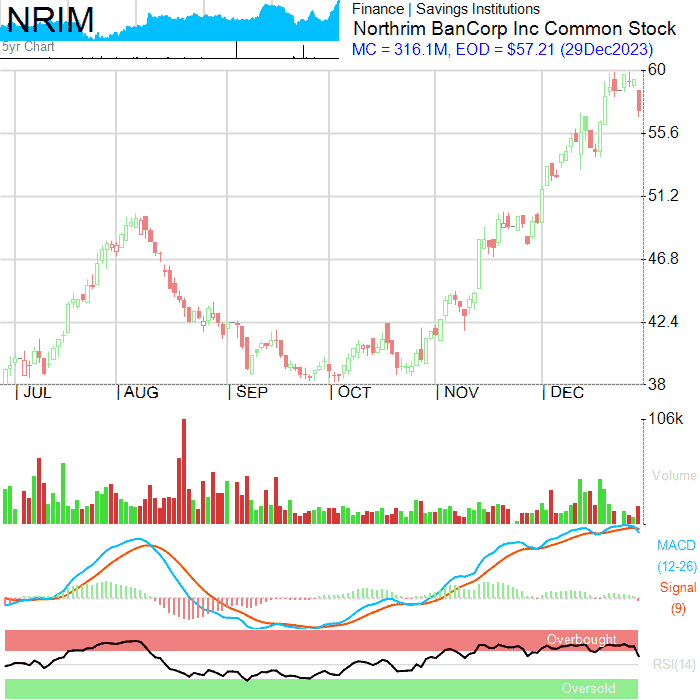 NRIM
5yr Chart
Finance | Savings Institutions
Northrim BanCorp Inc Common Stock
MC = 316.1M, EOD = $57.21 (29Dec2023)
60
55.6
51.2
46.8
42.4
38
| JUL | AUG | SEP | OCT | NOV | DEC
106k
Volume
MACD
(12-26)
Signal
(9)
Overbought
RSI(14)
Oversold